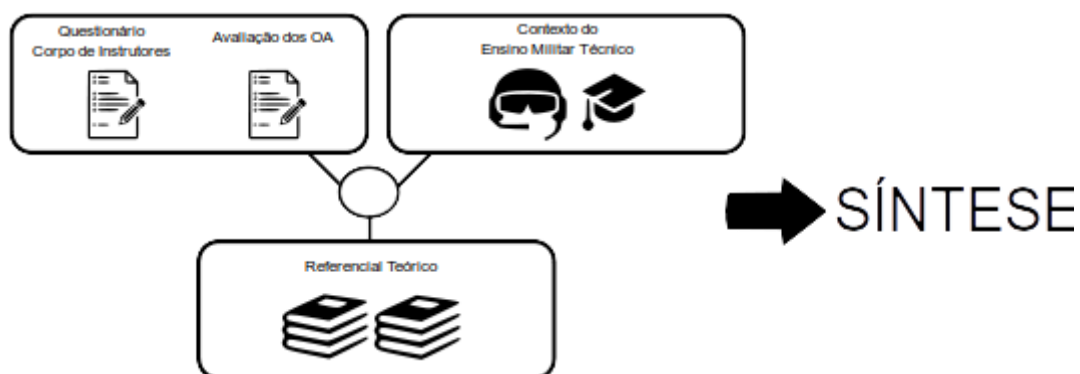 Questionário
Corpo de Instrutores
Avaliação dos OA
Contexto do
Ensino Militar Técnico
Referencial Teórico
SÍNTESE